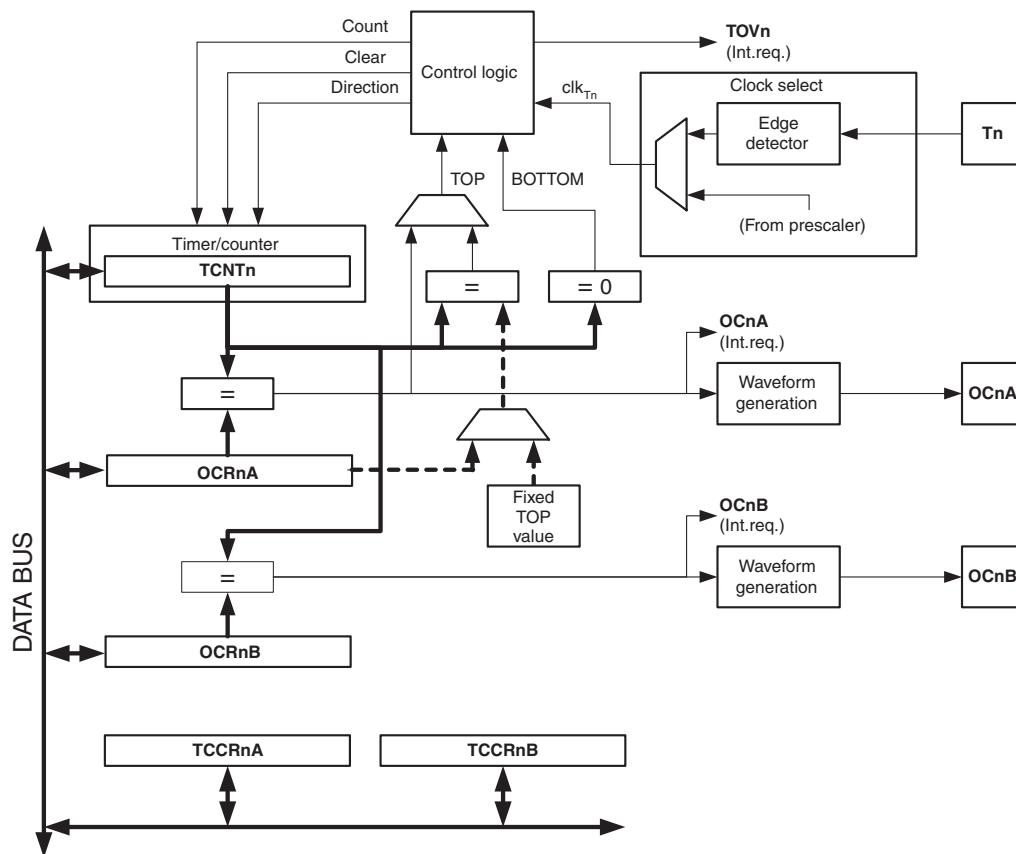 Count
Clear
Direction
Control logic
TOVn
(Int.req.)
clkTn
Clock select
Edge
detector
Tn
(From prescaler)
TOP
BOTTOM
Timer/counter
TCNTn
=
= 0
=
OCnA
(Int.req.)
Waveform
generation
OCnA
OCRnA
Fixed
TOP
value
OCnB
(Int.req.)
=
Waveform
generation
OCnB
OCRnB
DATA BUS
TCCRnA
TCCRnB